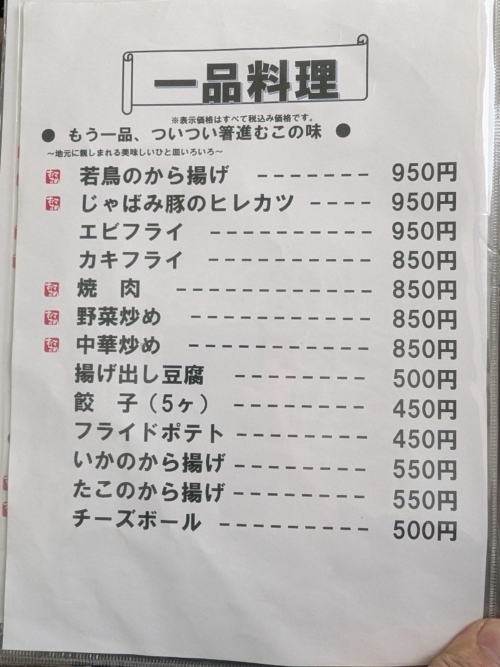 一品料理
※表示価格はすべて税込み価格です。
● もう一品、ついつい箸進むこの味 ●
～地元に親しまれる美味しいひと皿いろいろ～
若鳥のから揚げ ------- 950円
じゃばみ豚のヒレカツ ---- 950円
エビフライ ---------- 950円
カキフライ ---------- 850円
焼 肉 ------------ 850円
野菜炒め ----------- 850円
中華炒め ----------- 850円
揚げ出し豆腐 --------- 500円
餃 子（5ヶ） --------- 450円
フライドポテト --------- 450円
いかのから揚げ --------- 550円
たこのから揚げ --------- 550円
チーズボール ---------- 500円